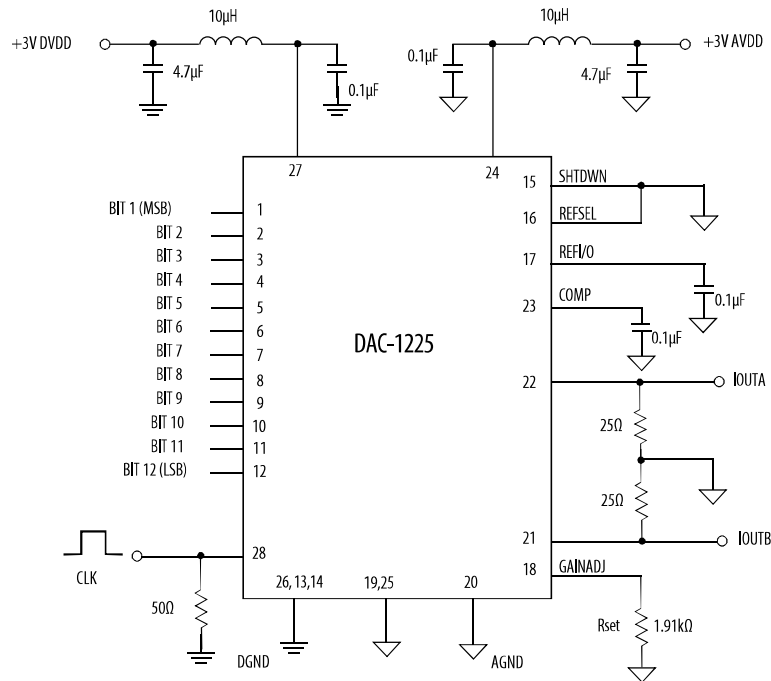 10µH
10µH
+3V DVDD
+3V AVDD
4.7µF
0.1µF
0.1µF
4.7µF
27
24
15
SHTDWN
16
REFSEL
17
REFI/O
0.1µF
23
COMP
0.1µF
BIT 1 (MSB)
1
BIT 2
2
BIT 3
3
BIT 4
4
BIT 5
5
BIT 6
6
BIT 7
7
BIT 8
8
BIT 9
9
BIT 10
10
BIT 11
11
BIT 12 (LSB)
12
DAC-1225
22
IOUTA
25Ω
25Ω
21
IOUTB
18
GAINADJ
Rset
1.91kΩ
CLK
28
50Ω
26,13,14
19,25
20
DGND
AGND